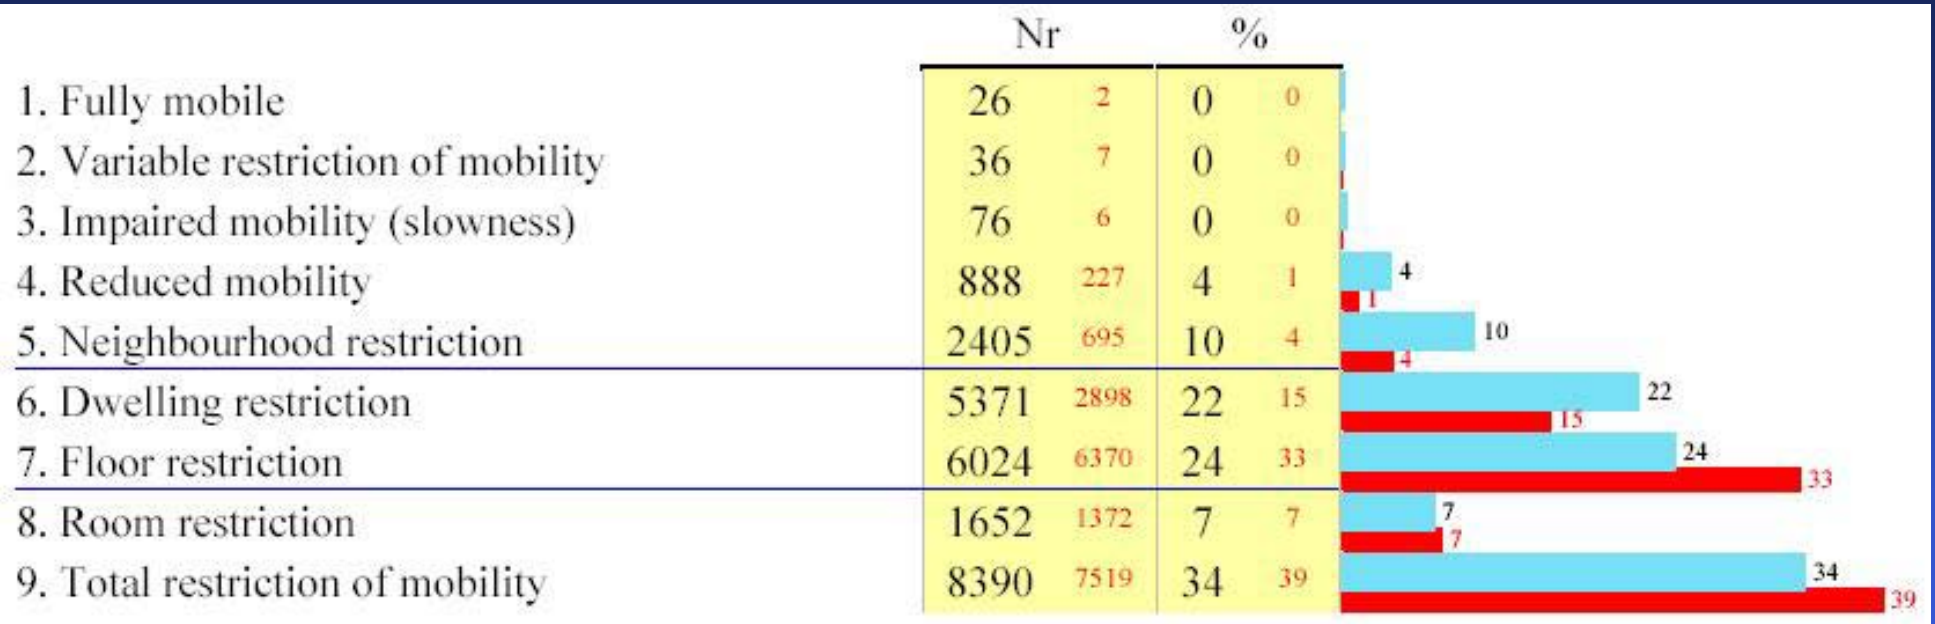 Nr %
1. Fully mobile 26 2 0 0
2. Variable restriction of mobility 36 7 0 0
3. Impaired mobility (slowness) 76 6 0 0
4. Reduced mobility 888 227 4 1 4 1
5. Neighbourhood restriction 2405 695 10 4 10 4
6. Dwelling restriction 5371 2898 22 15 22 15
7. Floor restriction 6024 6370 24 33 24 33
8. Room restriction 1652 1372 7 7 7 7
9. Total restriction of mobility 8390 7519 34 39 34 39